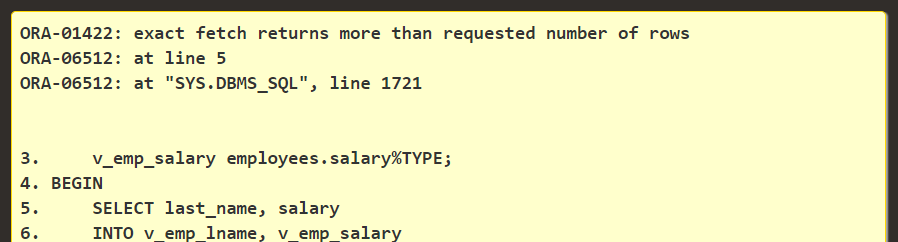 ORA-01422: exact fetch returns more than requested number of rows
ORA-06512: at line 5
ORA-06512: at "SYS.DBMS_SQL", line 1721
3.     v_emp_salary employees.salary%TYPE;
4. BEGIN
5.     SELECT last_name, salary
6.     INTO v_emp_lname, v_emp_salary